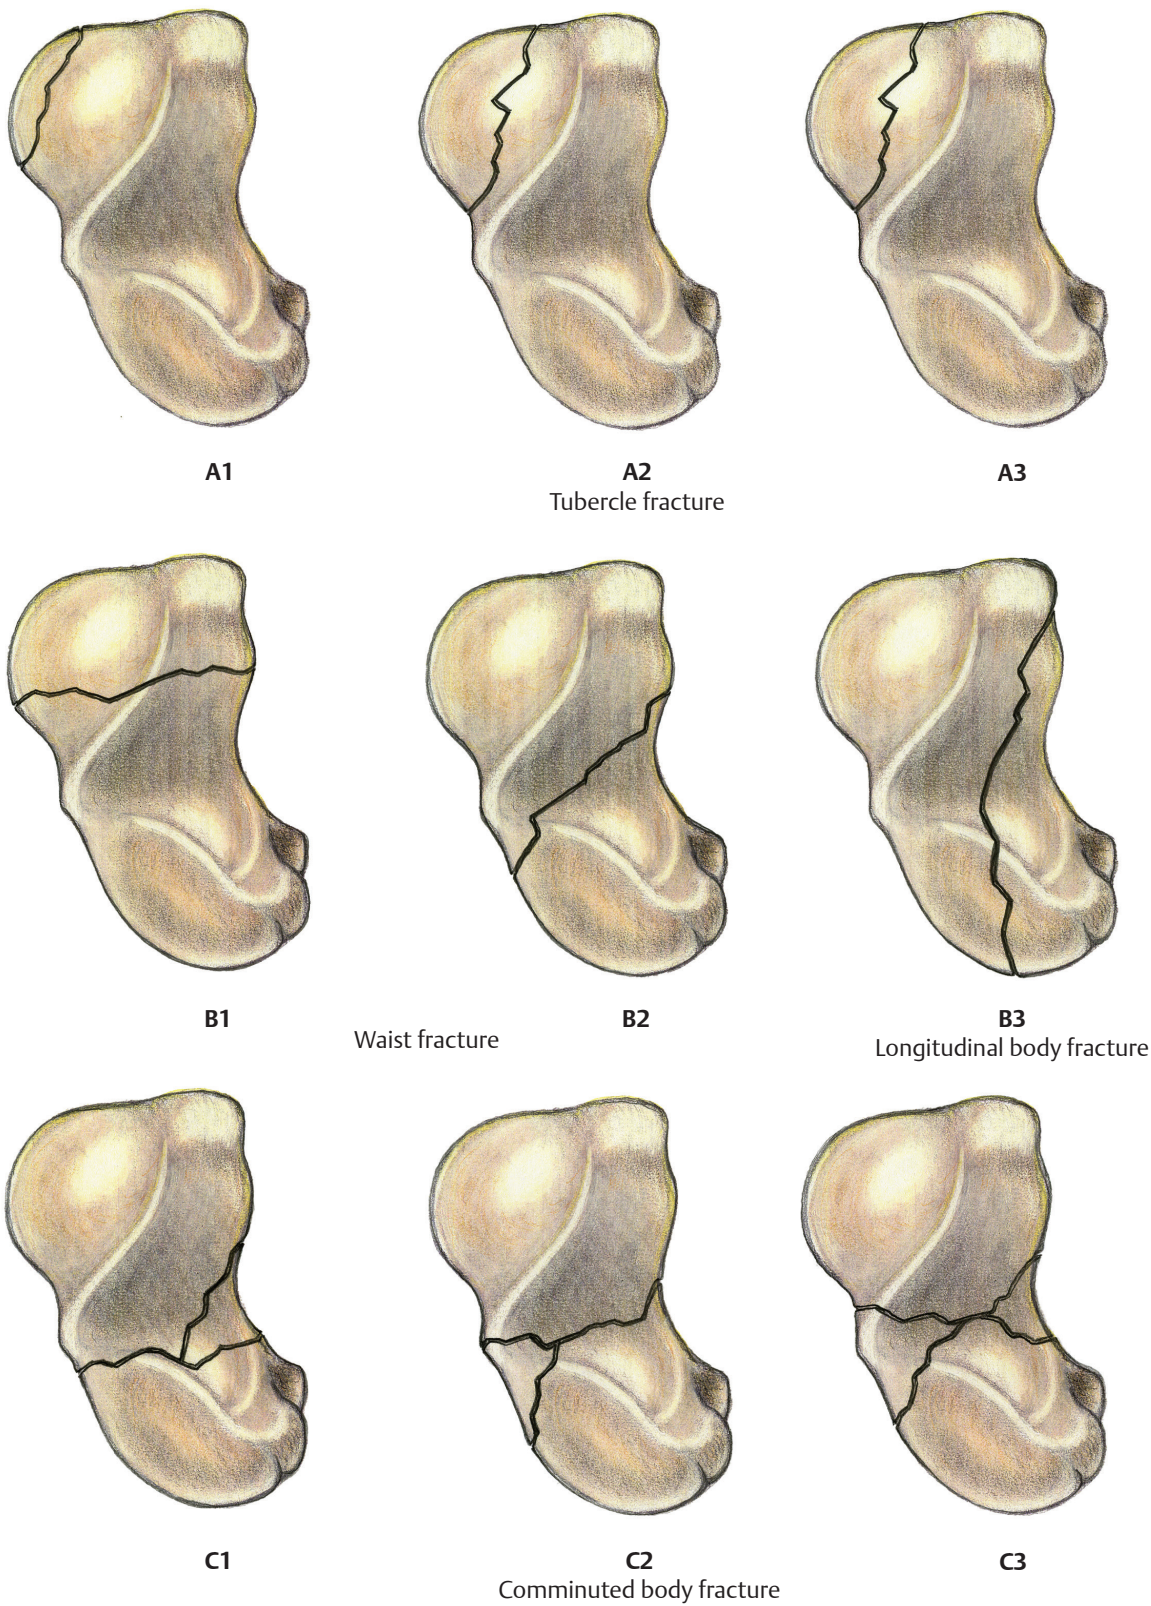 A1
A2
A3
Tubercle fracture
B1
B2
B3
Waist fracture
Longitudinal body fracture
C1
C2
C3
Comminuted body fracture